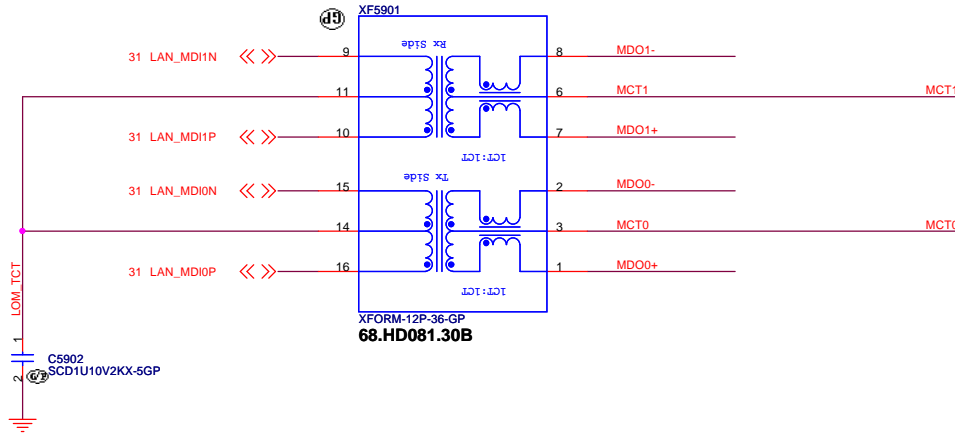 GP
XF5901
31 LAN_MDI1N
9
Rx Side
8
MDO1-
11
6
MCT1
MCT1
31 LAN_MDI1P
10
7
MDO1+
1CT:1CT
Tx Side
31 LAN_MDI0N
15
2
MDO0-
14
3
MCT0
MCT0
31 LAN_MDI0P
16
1
MDO0+
1CT:1CT
LOM_TCT
XFORM-12P-36-GP
68.HD081.30B
1
C5902
SCD1U10V2KX-5GP
2
G/P